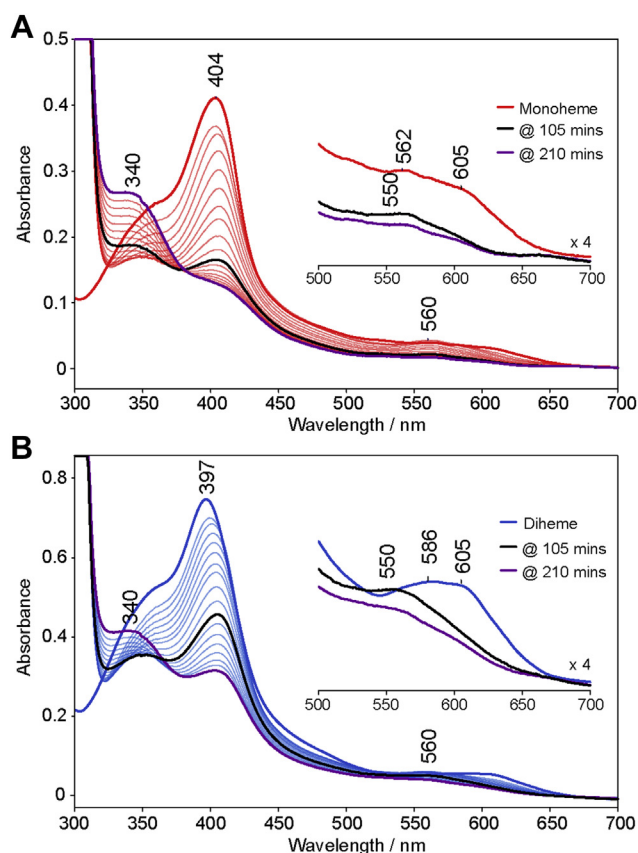 A
0.5
0.4
0.3
0.2
0.1
0
Absorbance
340
404
560
300 350 400 450 500 550 600 650 700
Wavelength / nm
Monoheme
@ 105 mins
@ 210 mins
550
562
605
x 4
500 550 600 650 700
B
0.8
0.6
0.4
0.2
0
Absorbance
340
397
560
300 350 400 450 500 550 600 650 700
Wavelength / nm
Diheme
@ 105 mins
@ 210 mins
550
586
605
x 4
500 550 600 650 700